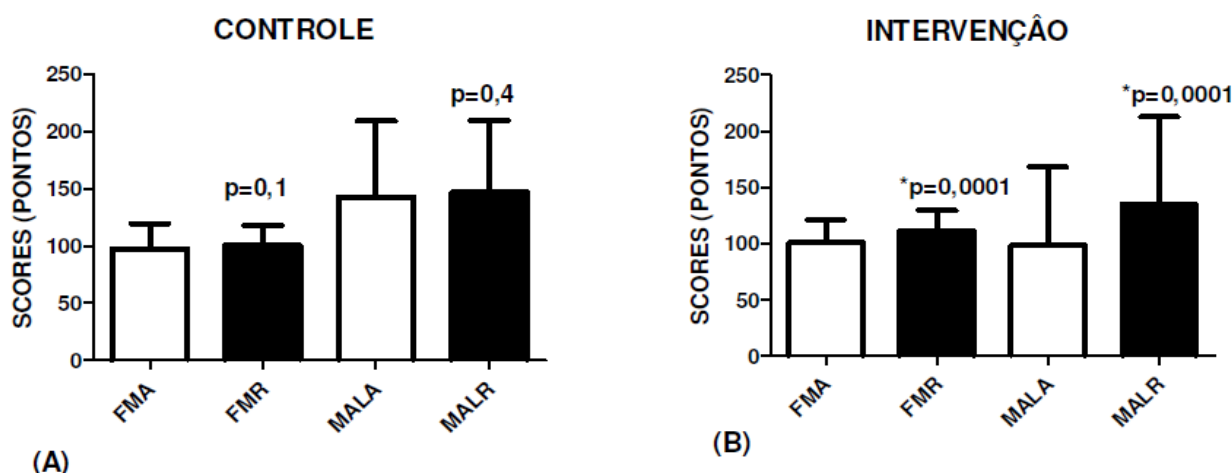 CONTROLE
250
200
150
100
50
0
SCORES (PONTOS)
p=0,1
p=0,4
FMA
FMR
MALA
MALR
(A)
INTERVENÇÂO
250
200
150
100
50
0
SCORES (PONTOS)
*p=0,0001
*p=0,0001
FMA
FMR
MALA
MALR
(B)